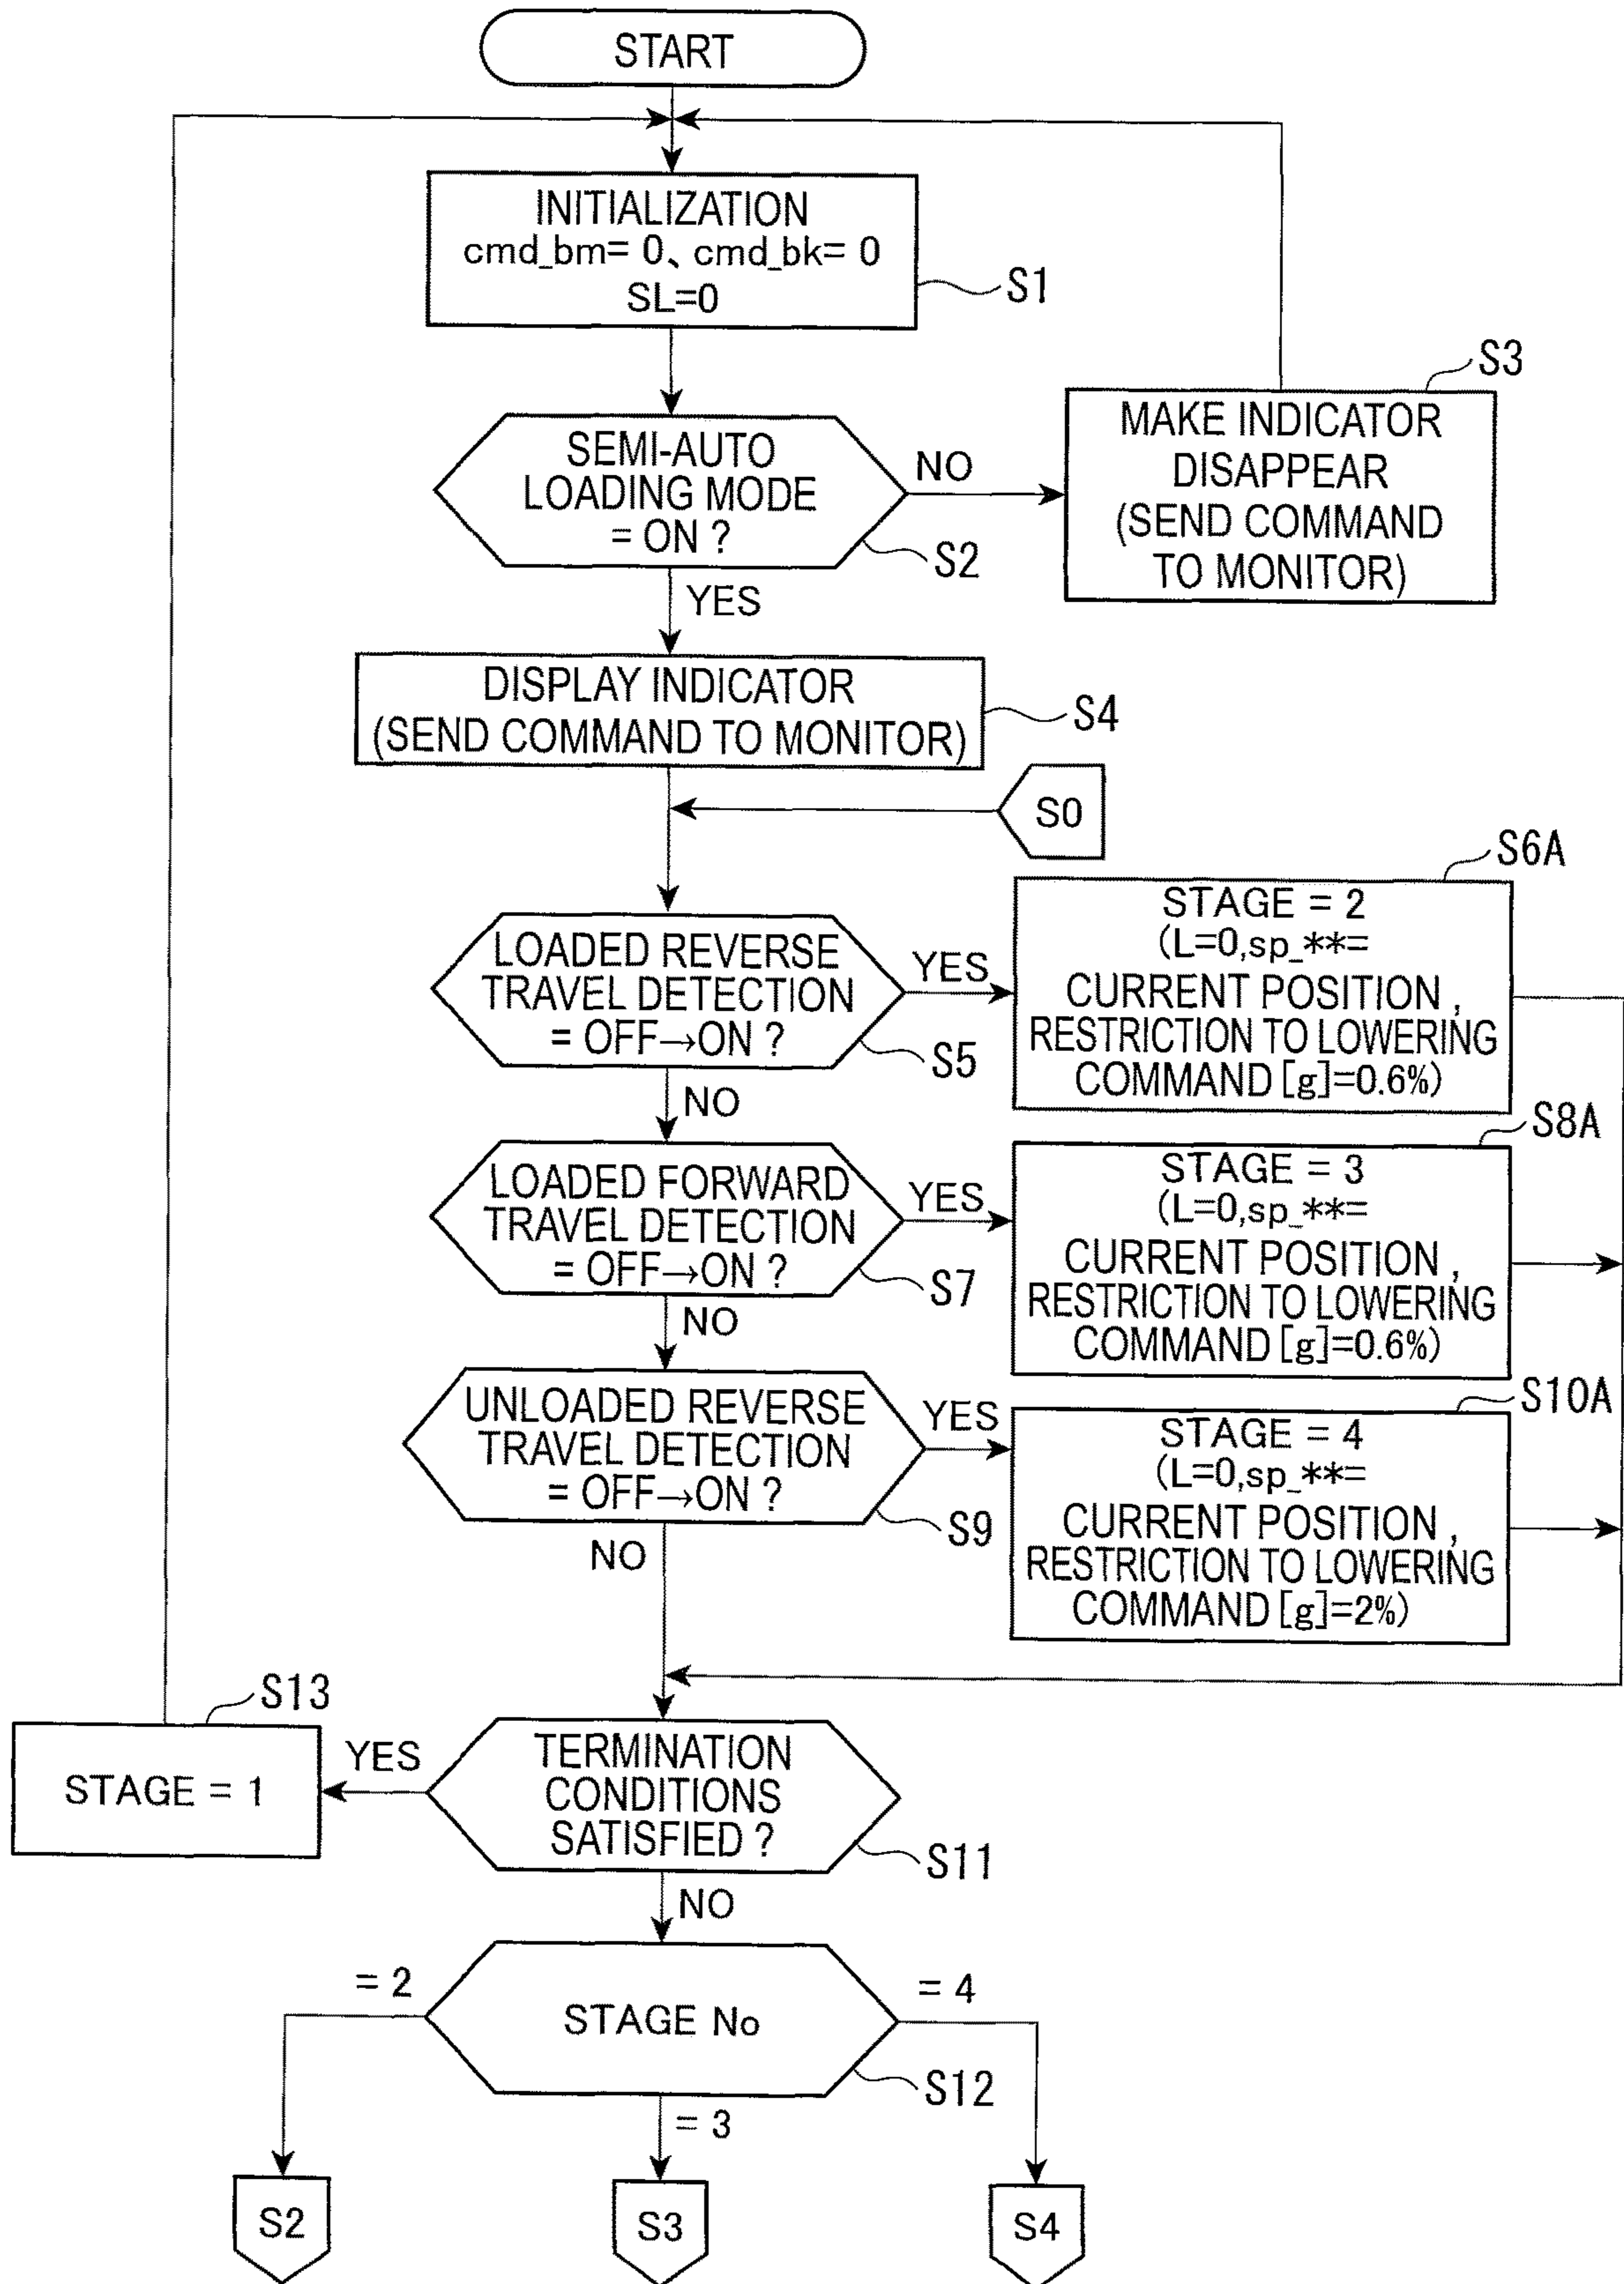 START
INITIALIZATION
cmd_bm= 0、cmd_bk= 0
SL=0
S1
S3
MAKE INDICATOR
DISAPPEAR
(SEND COMMAND
TO MONITOR)
SEMI-AUTO
LOADING MODE
= ON ?
NO
S2
YES
DISPLAY INDICATOR
(SEND COMMAND TO MONITOR)
S4
S0
S6A
LOADED REVERSE
TRAVEL DETECTION
= OFF→ON ?
YES
S5
STAGE = 2
(L=0,sp_**=
CURRENT POSITION ,
RESTRICTION TO LOWERING
COMMAND [g]=0.6%)
NO
S8A
LOADED FORWARD
TRAVEL DETECTION
= OFF→ON ?
YES
S7
STAGE = 3
(L=0,sp_**=
CURRENT POSITION ,
RESTRICTION TO LOWERING
COMMAND [g]=0.6%)
NO
S10A
UNLOADED REVERSE
TRAVEL DETECTION
= OFF→ON ?
YES
S9
STAGE = 4
(L=0,sp_**=
CURRENT POSITION ,
RESTRICTION TO LOWERING
COMMAND [g]=2%)
NO
S13
STAGE = 1
YES
TERMINATION
CONDITIONS
SATISFIED ?
S11
NO
= 2
STAGE No
= 4
S12
= 3
S2
S3
S4